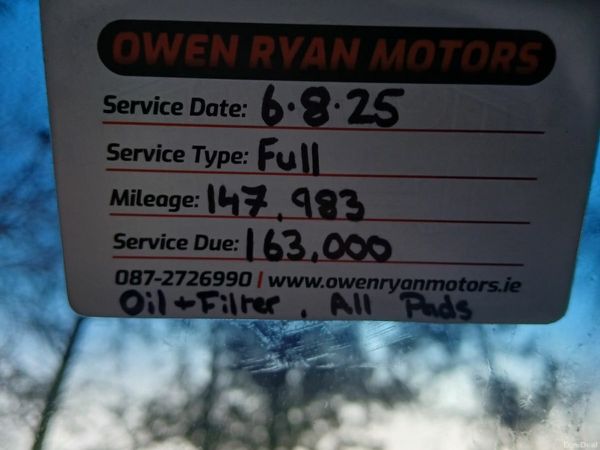 OWEN RYAN MOTORS
Service Date: 6.8.25
Service Type: Full
Mileage: 147,983
Service Due: 163,000
087-2726990 | www.owenryanmotors.ie
Oil + Filter, All Pads
DoneDeal